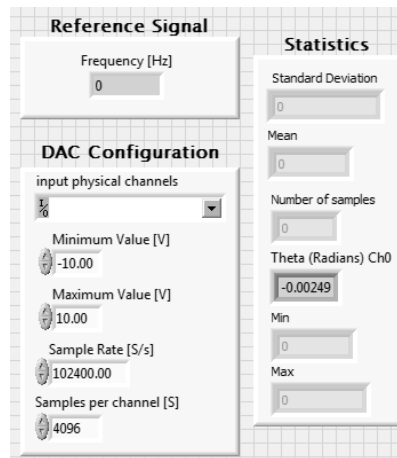 Reference Signal
Frequency [Hz]
0
DAC Configuration
input physical channels
I/0
Minimum Value [V]
-10.00
Maximum Value [V]
10.00
Sample Rate [S/s]
102400.00
Samples per channel [S]
4096
Statistics
Standard Deviation
0
Mean
0
Number of samples
0
Theta (Radians) Ch0
-0.00249
Min
0
Max
0